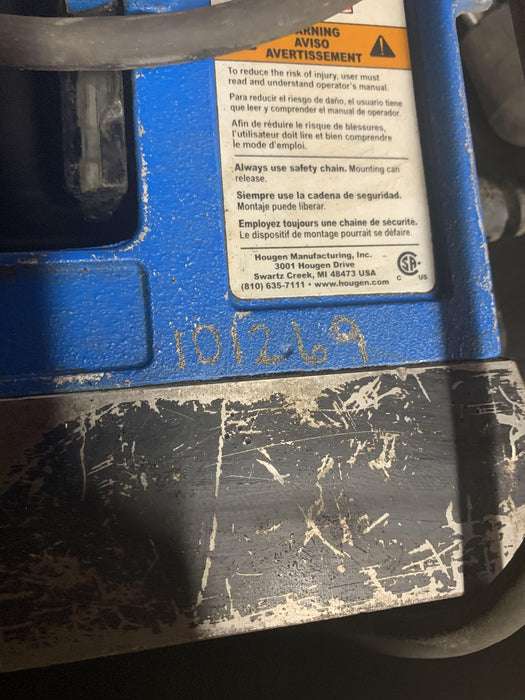 WARNING
AVISO
AVERTISSEMENT
To reduce the risk of injury, user must
read and understand operator's manual.
Para reducir el riesgo de daño, el usuario tiene
que leer y comprender el manual de operador.
Afin de réduire le risque de blessures,
l'utilisateur doit lire et bien comprendre
le mode d'emploi.
Always use safety chain. Mounting can
release.
Siempre use la cadena de seguridad.
Montaje puede liberar.
Employez toujours une chaine de sécurité.
Le dispositif de montage pourrait se défaire.
Hougen Manufacturing, Inc.
3001 Hougen Drive
Swartz Creek, MI 48473 USA
(810) 635-7111 • www.hougen.com
C SA US
101269